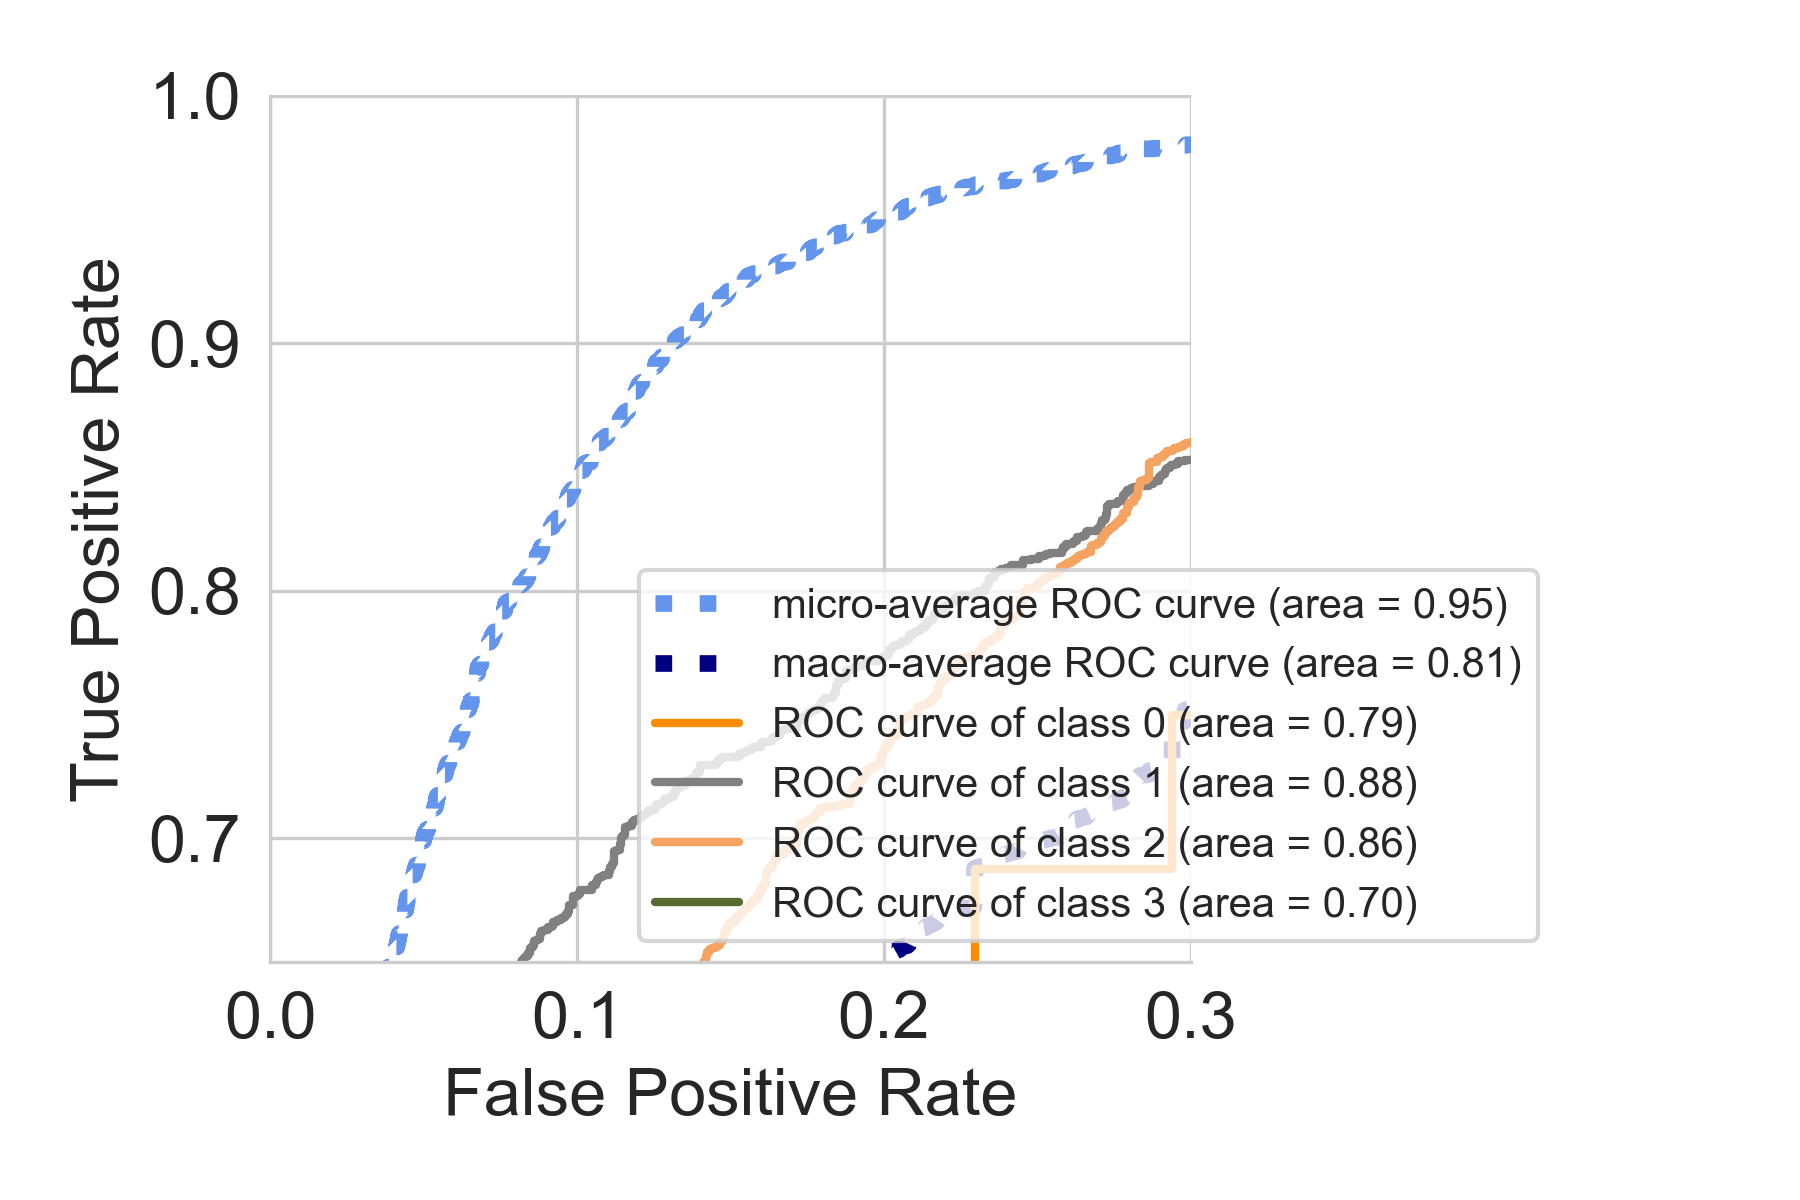 1.0
0.9
0.8
0.7
True Positive Rate
micro-average ROC curve (area = 0.95)
macro-average ROC curve (area = 0.81)
ROC curve of class 0 (area = 0.79)
ROC curve of class 1 (area = 0.88)
ROC curve of class 2 (area = 0.86)
ROC curve of class 3 (area = 0.70)
0.0 0.1 0.2 0.3
False Positive Rate